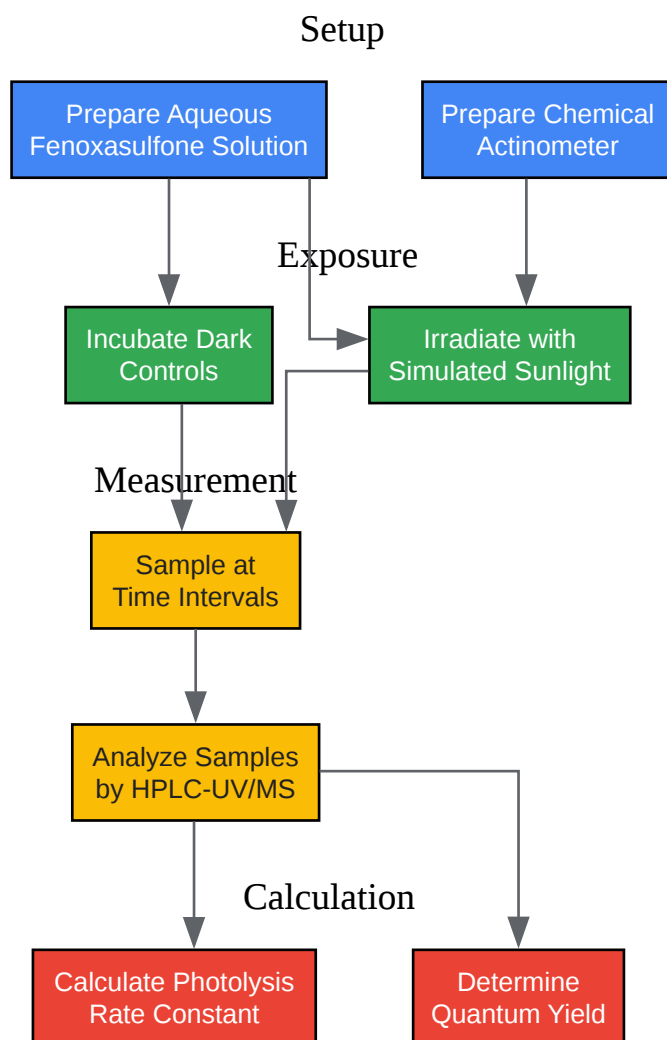 Setup
Prepare Aqueous
Fenoxasulfone Solution
Prepare Chemical
Actinometer
Exposure
Incubate Dark
Controls
Irradiate with
Simulated Sunlight
Measurement
Sample at
Time Intervals
Analyze Samples
by HPLC-UV/MS
Calculation
Calculate Photolysis
Rate Constant
Determine
Quantum Yield